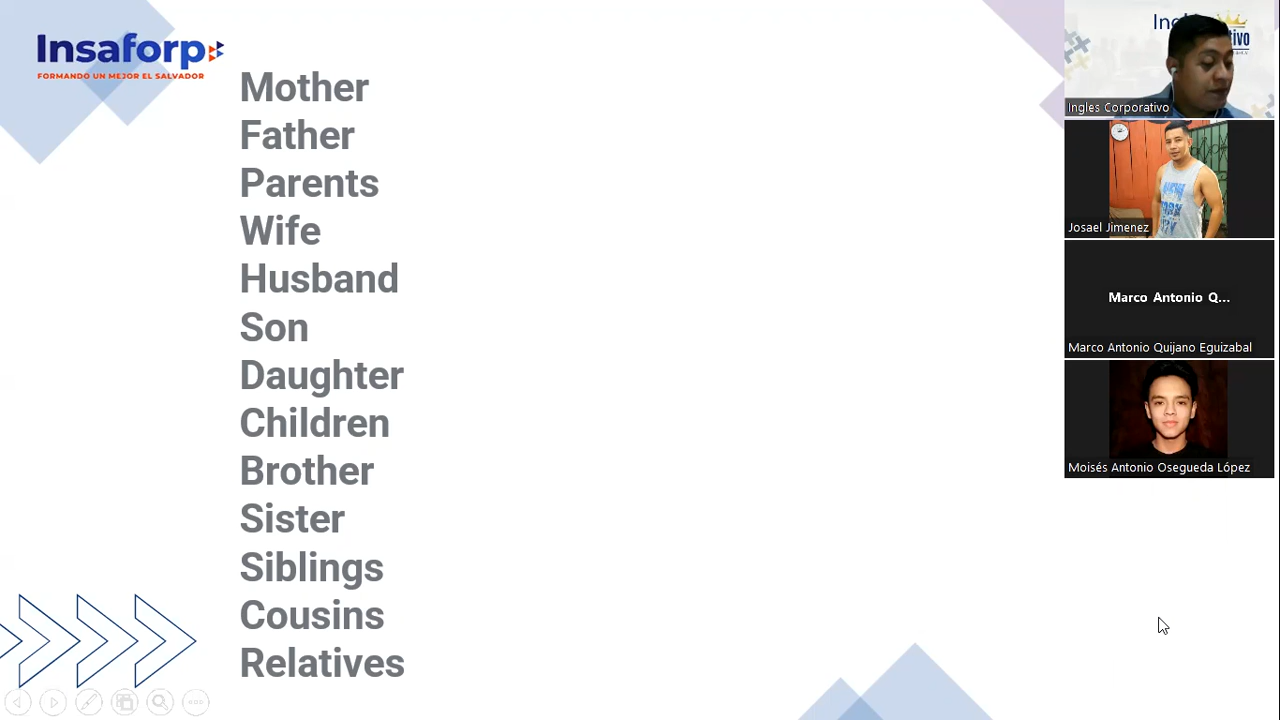 Insaforp
FORMANDO UN MEJOR EL SALVADOR
Mother
Father
Parents
Wife
Husband
Son
Daughter
Children
Brother
Sister
Siblings
Cousins
Relatives
Ingles Corporativo
Josael Jimenez
Marco Antonio Q...
Marco Antonio Quijano Eguizabal
Moisés Antonio Osegueda López